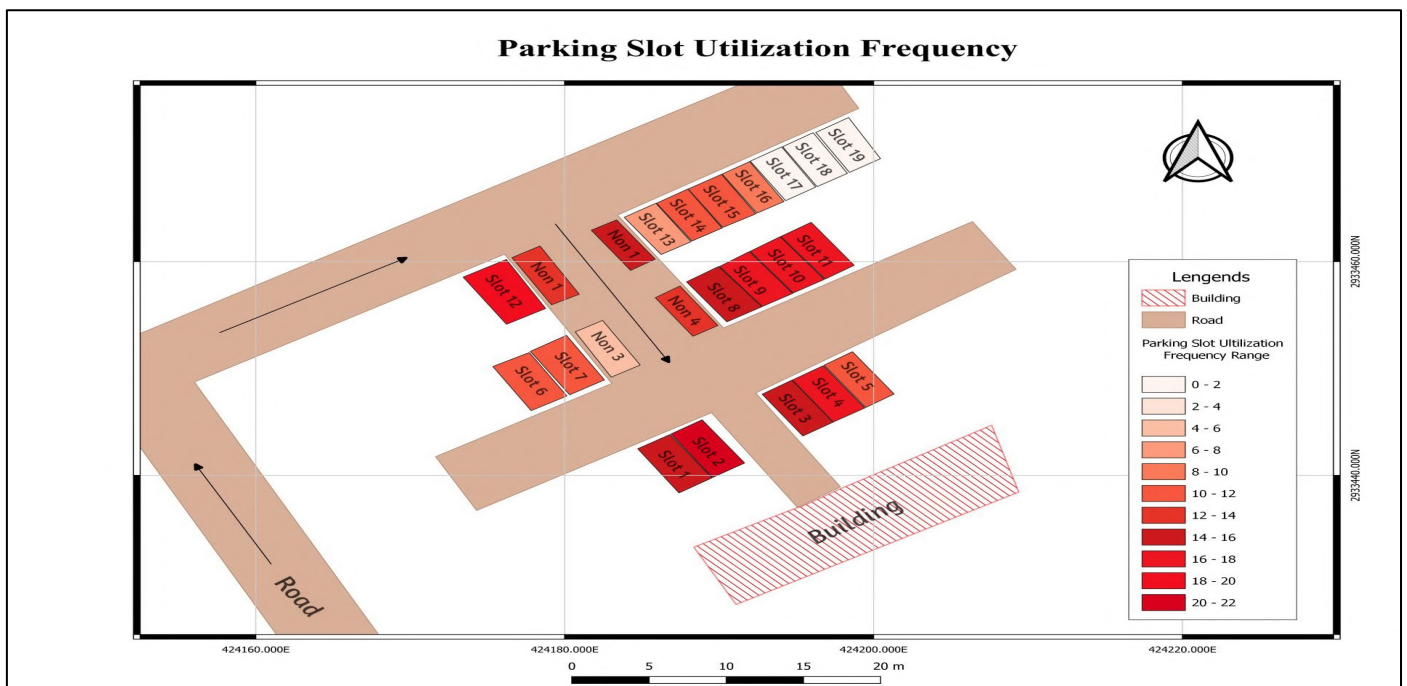 Parking Slot Utilization Frequency
Slot 19
Slot 18
Slot 17
Slot 16
Slot 15
Slot 14
Slot 13
Non 1
Slot 11
Slot 10
Slot 9
Slot 8
Non 1
Slot 12
Non 4
Non 3
Slot 7
Slot 6
Slot 5
Slot 4
Slot 3
Slot 2
Slot 1
Building
Road
Lengends
Building
Road
Parking Slot Ultilization
Frequency Range
0 - 2
2 - 4
4 - 6
6 - 8
8 - 10
10 - 12
12 - 14
14 - 16
16 - 18
18 - 20
20 - 22
2933460.000N
2933440.000N
424160.000E
424180.000E
424200.000E
424220.000E
0 5 10 15 20 m